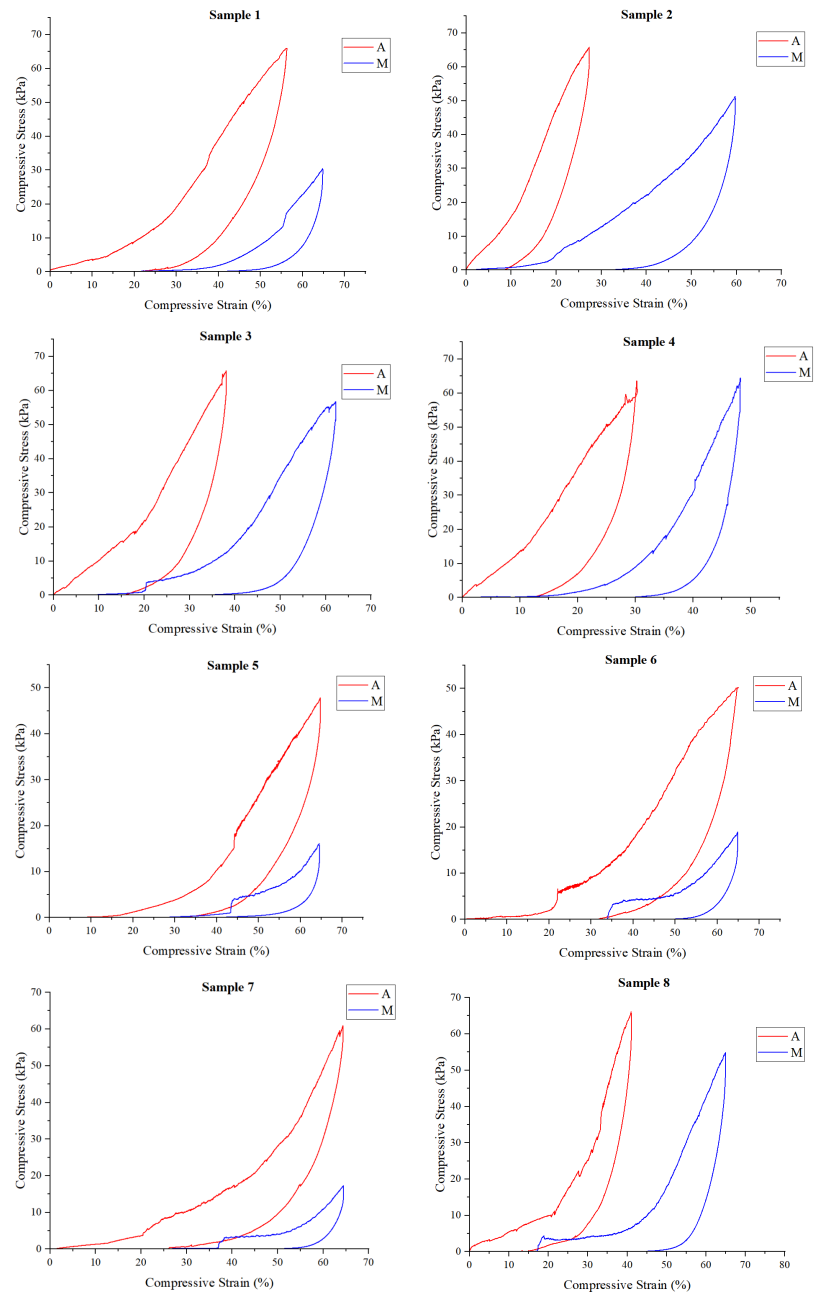 Sample 1
A
M
Compressive Stress (kPa)
70
60
50
40
30
20
10
0
0 10 20 30 40 50 60 70
Compressive Strain (%)
Sample 2
A
M
Compressive Stress (kPa)
70
60
50
40
30
20
10
0
0 10 20 30 40 50 60 70
Compressive Strain (%)
Sample 3
A
M
Compressive Stress (kPa)
70
60
50
40
30
20
10
0
0 10 20 30 40 50 60 70
Compressive Strain (%)
Sample 4
A
M
Compressive Stress (kPa)
70
60
50
40
30
20
10
0
0 10 20 30 40 50
Compressive Strain (%)
Sample 5
A
M
Compressive Stress (kPa)
50
40
30
20
10
0
0 10 20 30 40 50 60 70
Compressive Strain (%)
Sample 6
A
M
Compressive Stress (kPa)
50
40
30
20
10
0
0 10 20 30 40 50 60 70
Compressive Strain (%)
Sample 7
A
M
Compressive Stress (kPa)
70
60
50
40
30
20
10
0
0 10 20 30 40 50 60 70
Compressive Strain (%)
Sample 8
A
M
Compressive Stress (kPa)
70
60
50
40
30
20
10
0
0 10 20 30 40 50 60 70 80
Compressive Strain (%)